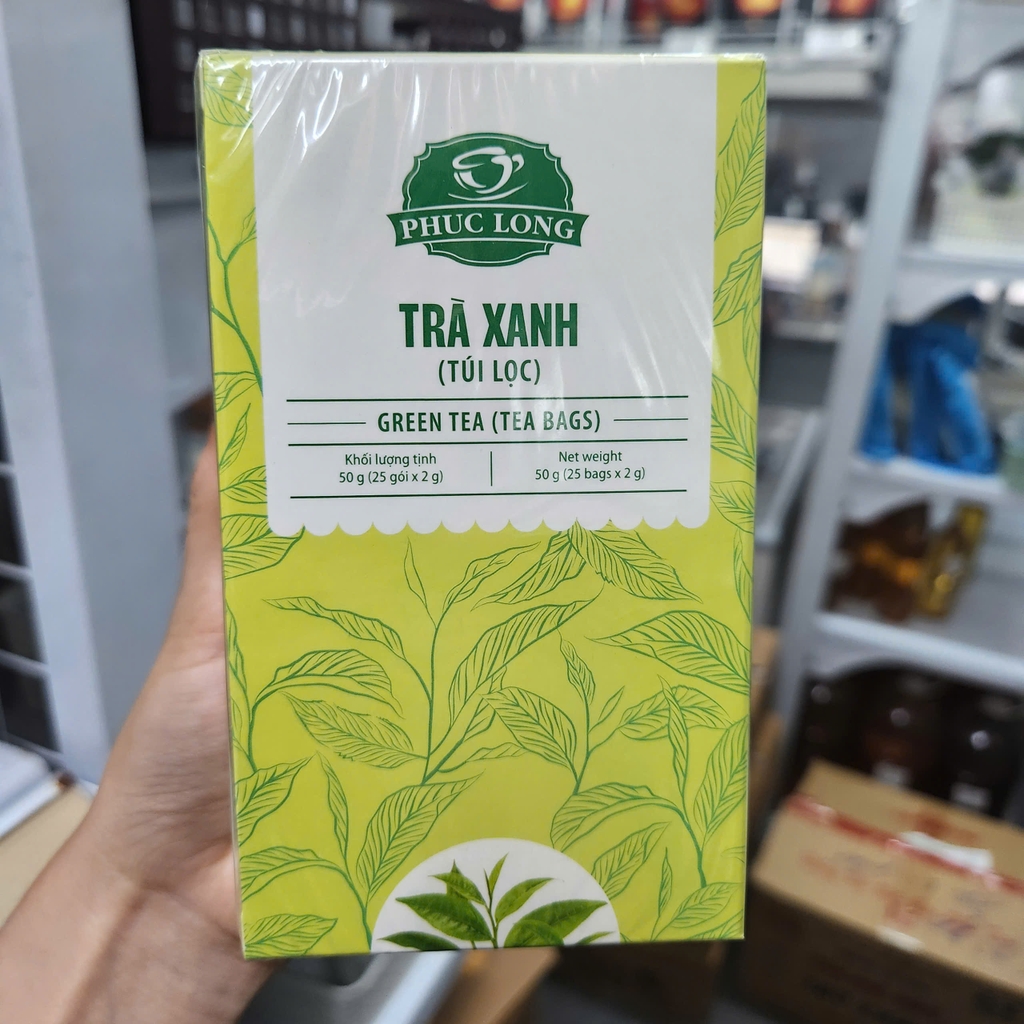 PHUC LONG
TRÀ XANH
(TÚI LỌC)
GREEN TEA (TEA BAGS)
Khối lượng tịnh
50 g (25 gói x 2 g)
Net weight
50 g (25 bags x 2 g)